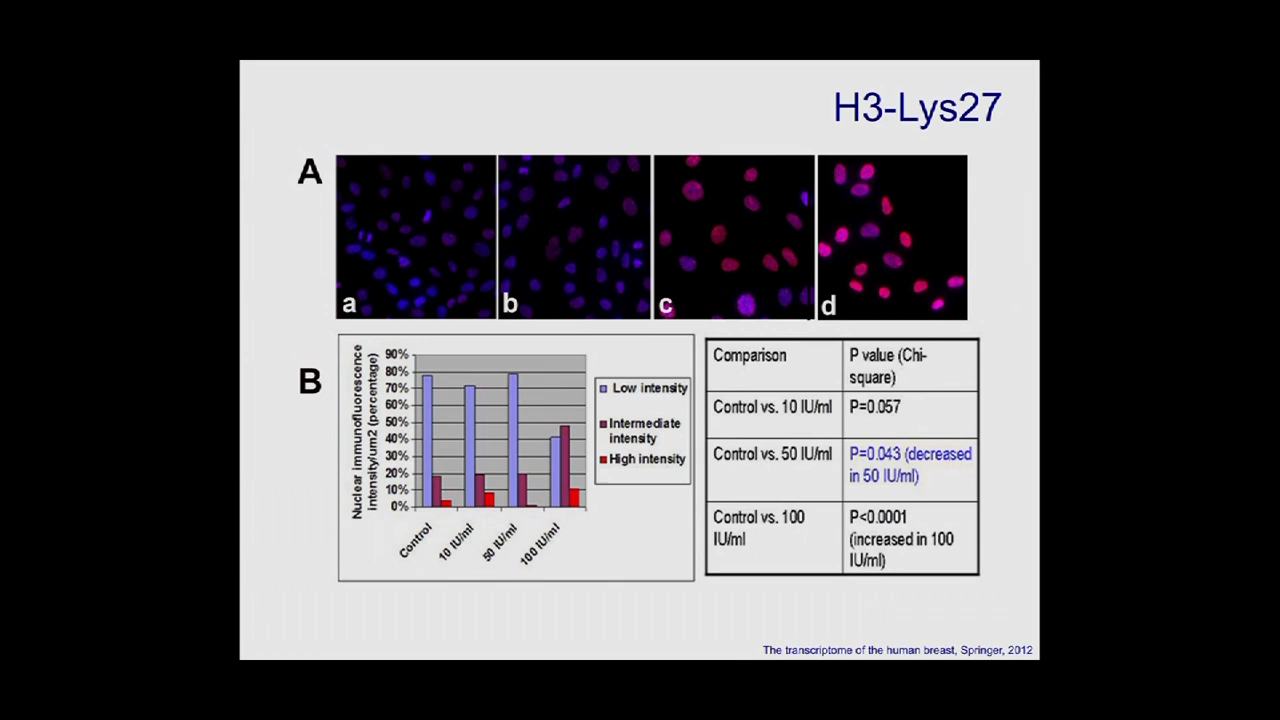 H3-Lys27
A
a
b
c
d
B
Nuclear immunofluorescence
intensity/um2 (percentage)
90%
80%
70%
60%
50%
40%
30%
20%
10%
0%
Control
10 IU/ml
50 IU/ml
100 IU/ml
Low intensity
Intermediate
intensity
High intensity
Comparison
P value (Chi-
square)
Control vs. 10 IU/ml
P=0.057
Control vs. 50 IU/ml
P=0.043 (decreased
in 50 IU/ml)
Control vs. 100
IU/ml
P<0.0001
(increased in 100
IU/ml)
The transcriptome of the human breast, Springer, 2012